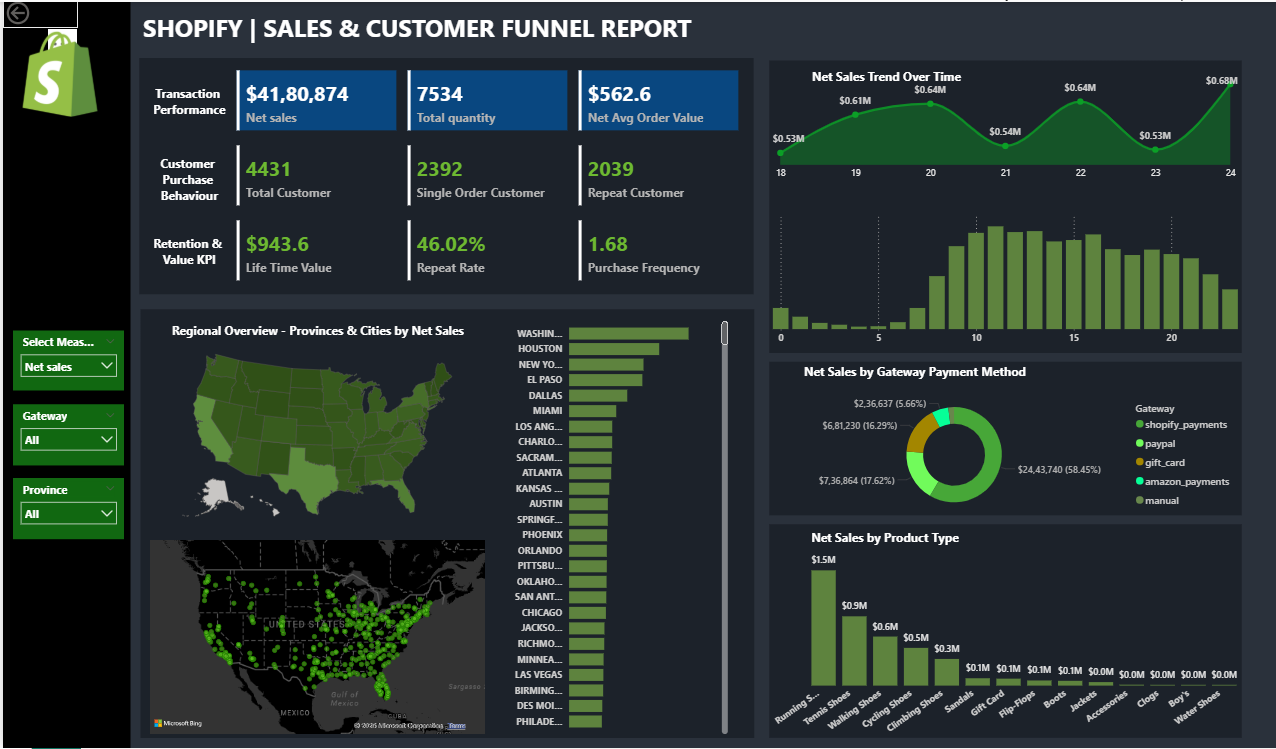 SHOPIFY | SALES & CUSTOMER FUNNEL REPORT
Transaction
Performance
$41,80,874
Net sales
7534
Total quantity
$562.6
Net Avg Order Value
Customer
Purchase
Behaviour
4431
Total Customer
2392
Single Order Customer
2039
Repeat Customer
Retention &
Value KPI
$943.6
Life Time Value
46.02%
Repeat Rate
1.68
Purchase Frequency
Select Meas...
Net sales
Gateway
All
Province
All
Regional Overview - Provinces & Cities by Net Sales
UNITED STATES
MEXICO
Gulf of
Mexico
CUBA
Sargasso
Microsoft Bing
© 2025 Microsoft Corporation Terms
WASHIN...
HOUSTON
NEW YO...
EL PASO
DALLAS
MIAMI
LOS ANG...
CHARLO...
SACRAM...
ATLANTA
KANSAS ...
AUSTIN
SPRINGF...
PHOENIX
ORLANDO
PITTSBU...
OKLAHO...
SAN ANT...
CHICAGO
JACKSO...
RICHMO...
MINNEA...
LAS VEGAS
BIRMING...
DES MOI...
PHILADE...
Net Sales Trend Over Time
$0.53M
$0.61M
$0.64M
$0.54M
$0.64M
$0.53M
$0.68M
18
19
20
21
22
23
24
0
5
10
15
20
Net Sales by Gateway Payment Method
$2,36,637 (5.66%)
$6,81,230 (16.29%)
$7,36,864 (17.62%)
$24,43,740 (58.45%)
Gateway
shopify_payments
paypal
gift_card
amazon_payments
manual
Net Sales by Product Type
$1.5M
$0.9M
$0.6M
$0.5M
$0.3M
$0.1M
$0.1M
$0.1M
$0.1M
$0.0M
$0.0M
$0.0M
$0.0M
$0.0M
Running S...
Tennis Shoes
Walking Shoes
Cycling Shoes
Climbing Shoes
Sandals
Gift Card
Flip-Flops
Boots
Jackets
Accessories
Clogs
Boy's
Water Shoes